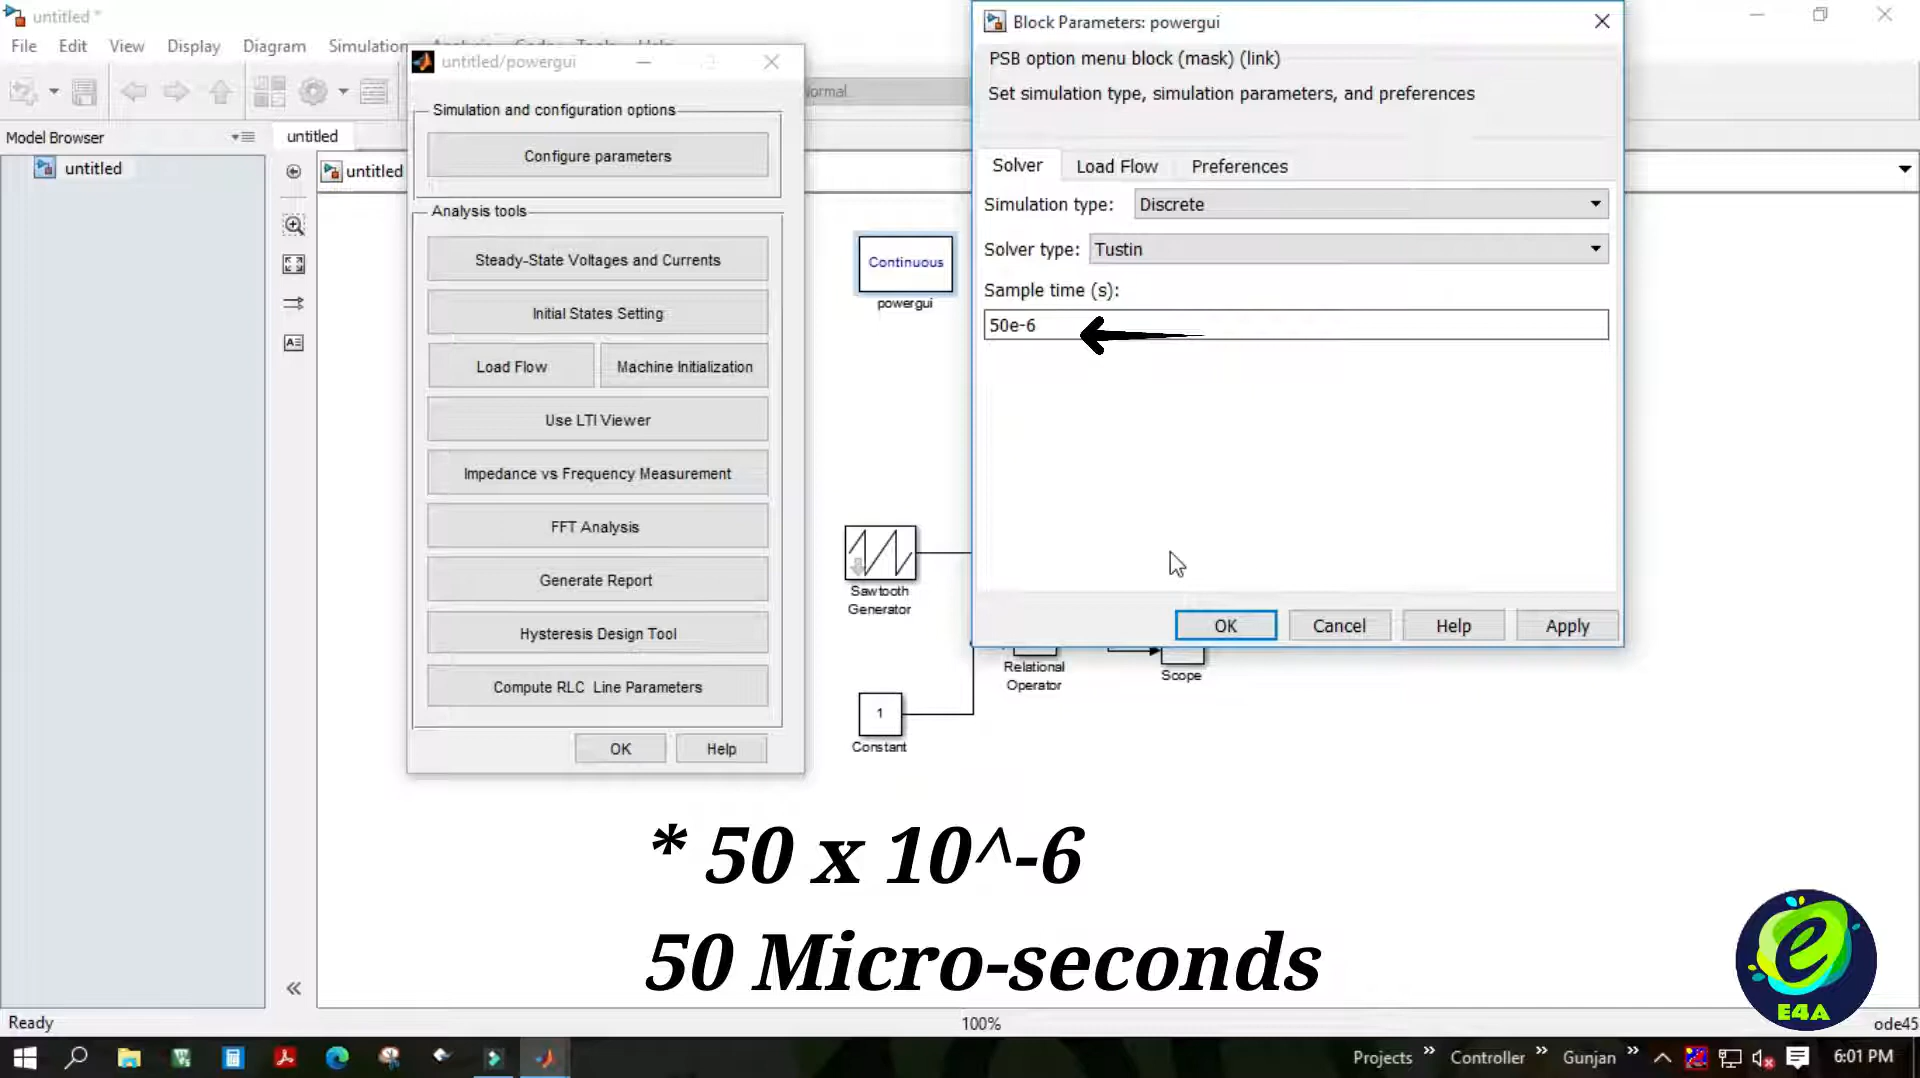 untitled *
File Edit View Display Diagram Simulation Analysis Code Tools Help
Normal
Model Browser
untitled
untitled
untitled
untitled/powergui
Simulation and configuration options
Configure parameters
Analysis tools
Steady-State Voltages and Currents
Initial States Setting
Load Flow
Machine Initialization
Use LTI Viewer
Impedance vs Frequency Measurement
FFT Analysis
Generate Report
Hysteresis Design Tool
Compute RLC Line Parameters
OK
Help
Continuous
powergui
Sawtooth
Generator
1
Constant
Relational
Operator
Scope
Block Parameters: powergui
PSB option menu block (mask) (link)
Set simulation type, simulation parameters, and preferences
Solver Load Flow Preferences
Simulation type: Discrete
Solver type: Tustin
Sample time (s):
50e-6
OK Cancel Help Apply
* 50 x 10^-6
50 Micro-seconds
e
E4A
Ready 100% ode45
Projects » Controller » Gunjan » 6:01 PM